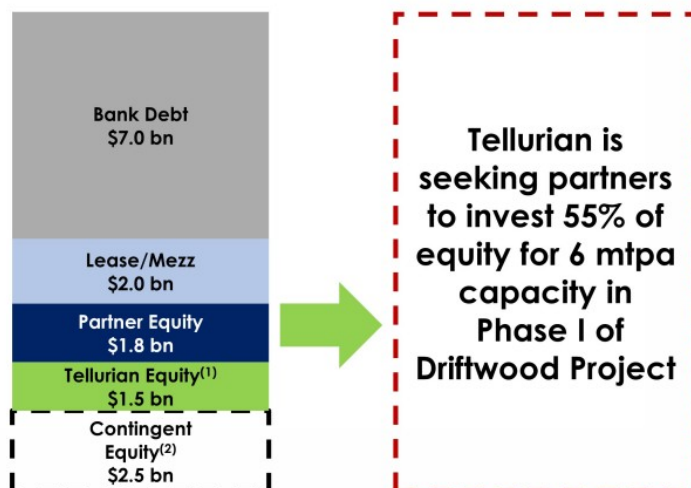 Bank Debt
$7.0 bn
Lease/Mezz
$2.0 bn
Partner Equity
$1.8 bn
Tellurian Equity(1)
$1.5 bn
Contingent
Equity(2)
$2.5 bn
Tellurian is
seeking partners
to invest 55% of
equity for 6 mtpa
capacity in
Phase I of
Driftwood Project